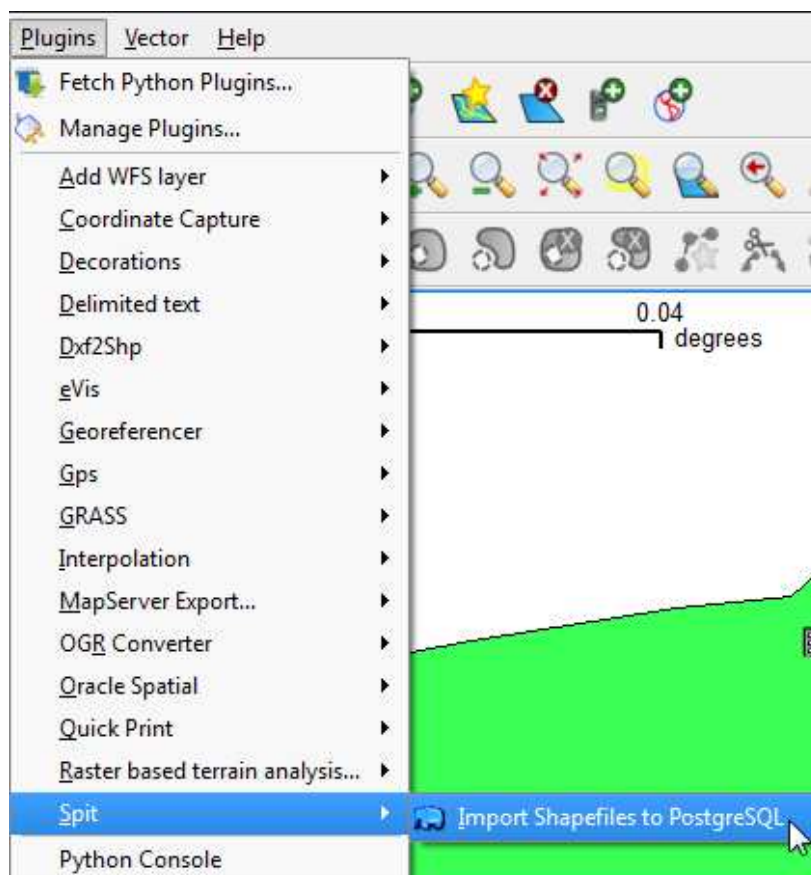 Plugins Vector Help
Fetch Python Plugins...
Manage Plugins...
Add WFS layer
Coordinate Capture
Decorations
Delimited text
0.04
degrees
Dxf2Shp
eVis
Georeferencer
Gps
GRASS
Interpolation
MapServer Export...
OGR Converter
Oracle Spatial
Quick Print
Raster based terrain analysis...
Spit
Import Shapefiles to PostgreSQL
Python Console